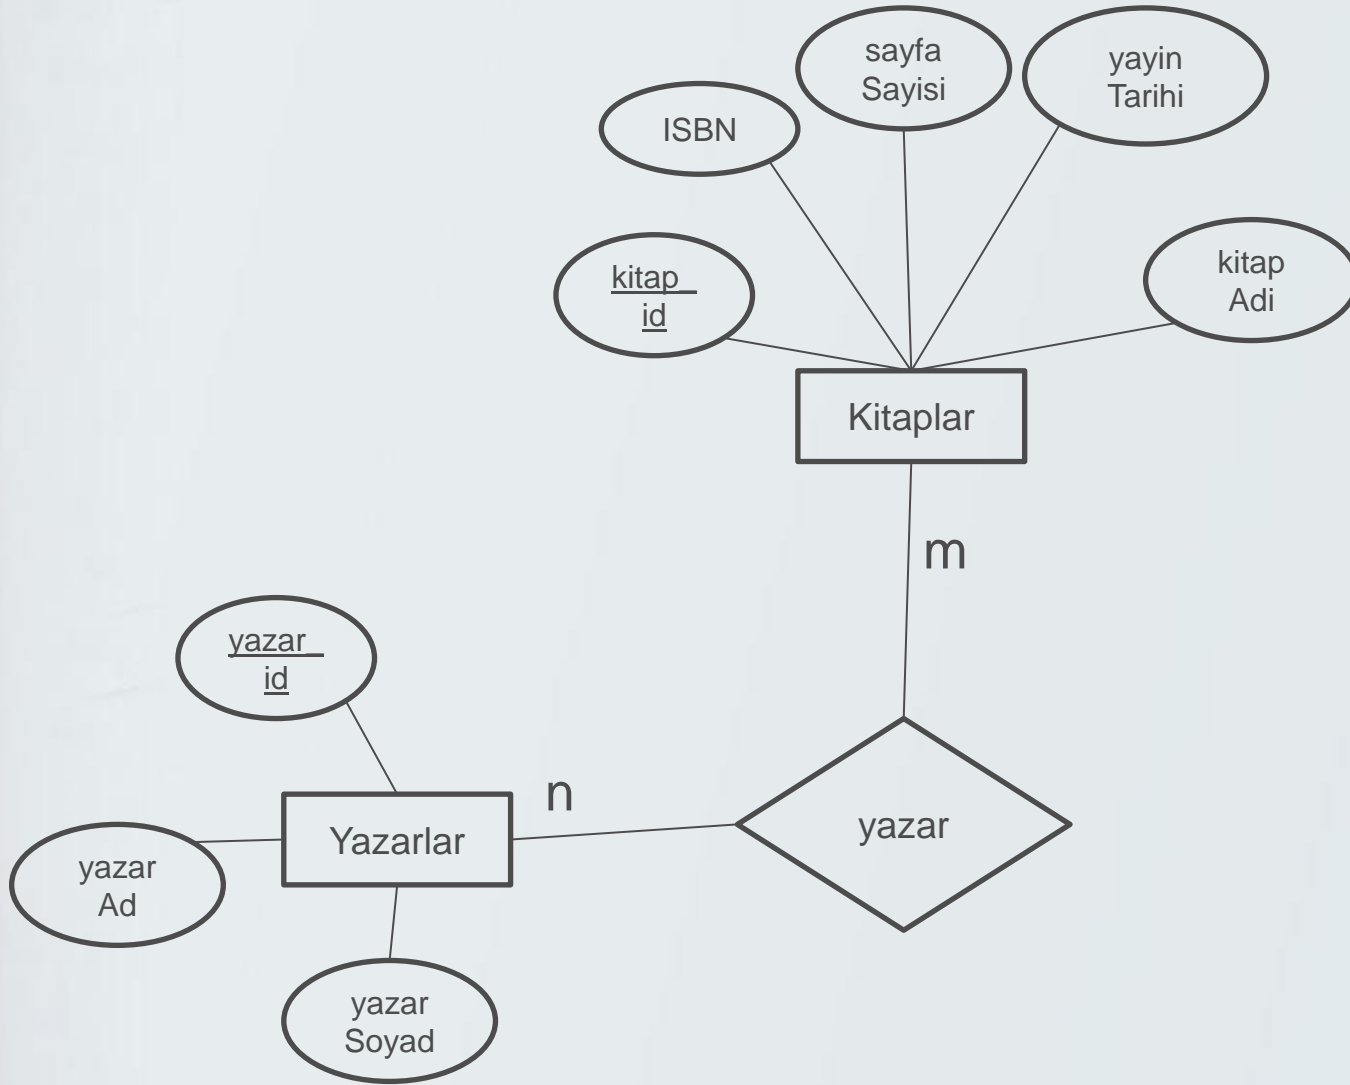 sayfa
Sayisi
yayin
Tarihi
ISBN
kitap_
id
kitap
Adi
Kitaplar
m
yazar_
id
n
Yazarlar
yazar
yazar
Ad
yazar
Soyad